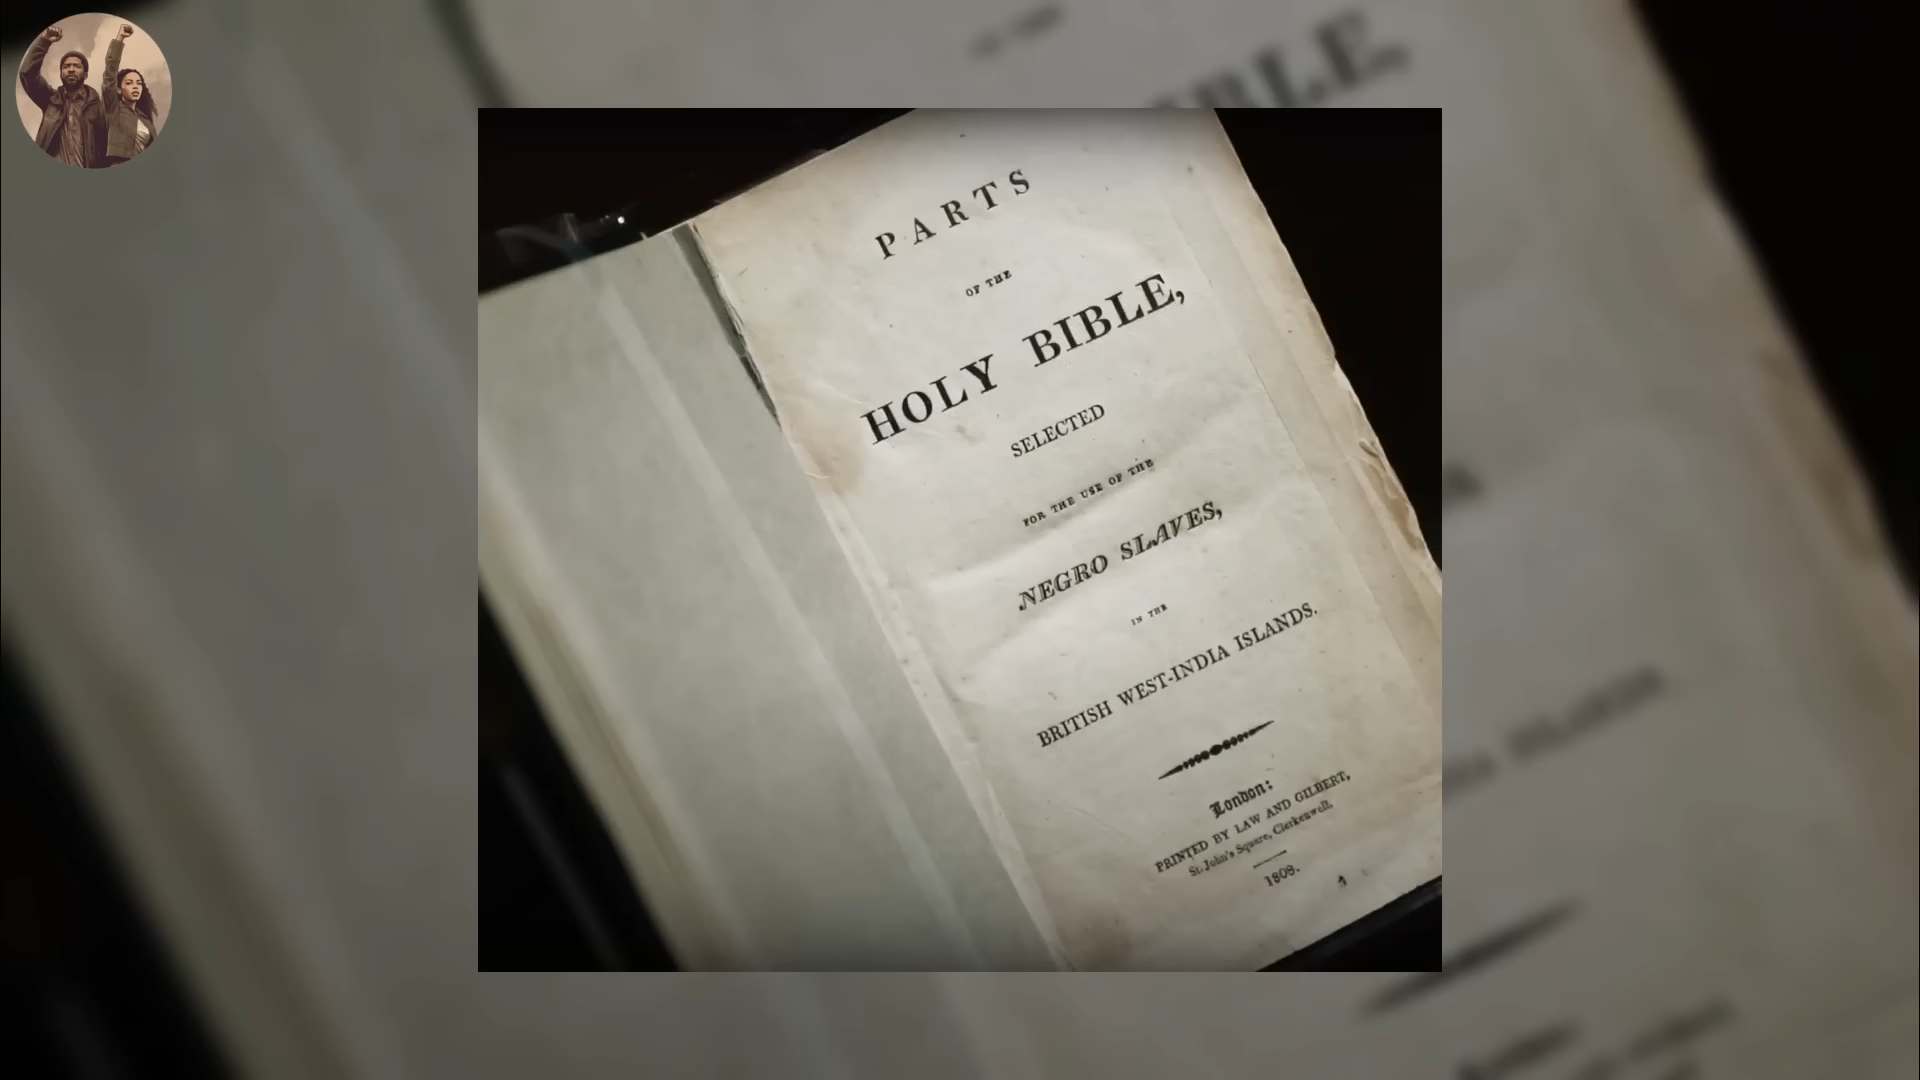 PARTS
OF THE
HOLY BIBLE,
SELECTED
FOR THE USE OF THE
NEGRO SLAVES,
IN THE
BRITISH WEST-INDIA ISLANDS.
London:
PRINTED BY LAW AND GILBERT,
St. John's Square, Clerkenwell.
1808.